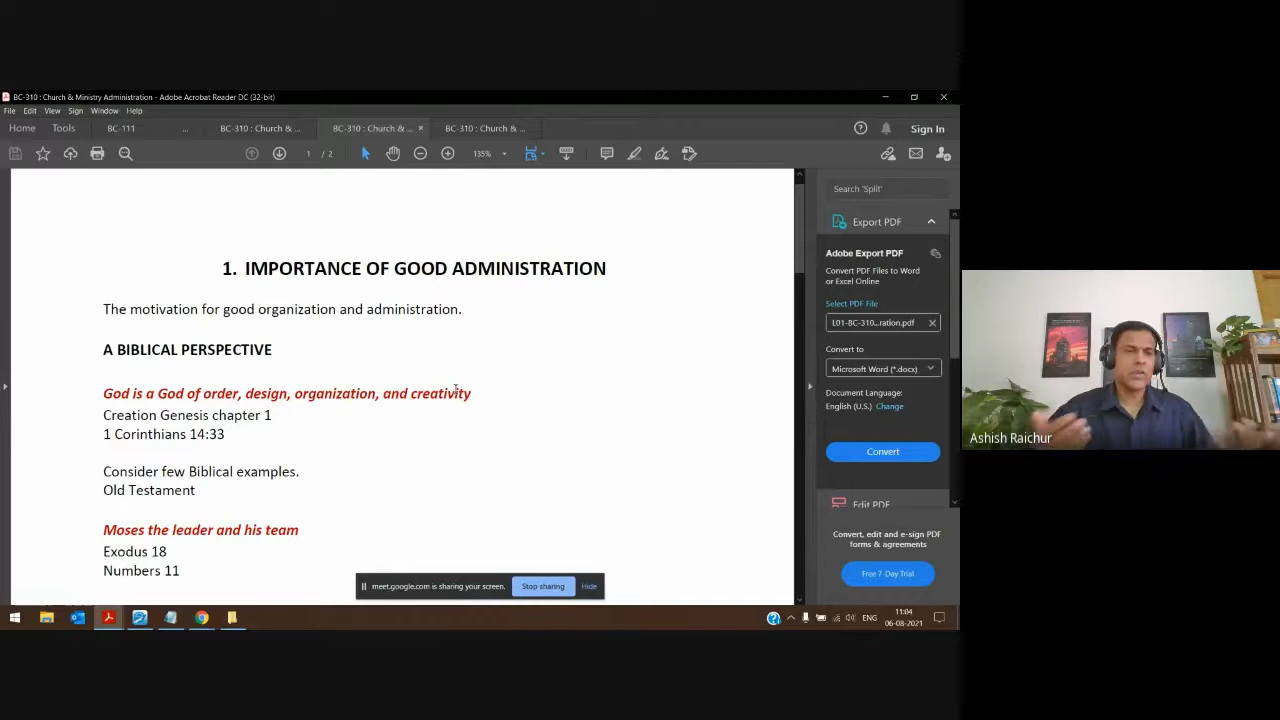 BC-310 : Church & Ministry Administration - Adobe Acrobat Reader DC (32-bit)
File Edit View Sign Window Help
Home Tools BC-111 ... BC-310 : Church & ... BC-310 : Church & ... × BC-310 : Church & ... Sign In
1 / 2 135%
Search 'Split'
Export PDF
Adobe Export PDF
Convert PDF Files to Word
or Excel Online
Select PDF File
L01-BC-310...ration.pdf
Convert to
Microsoft Word (*.docx)
Document Language:
English (U.S.) Change
Convert
Edit PDF
Convert, edit and e-sign PDF
forms & agreements
Free 7-Day Trial
1. IMPORTANCE OF GOOD ADMINISTRATION
The motivation for good organization and administration.
A BIBLICAL PERSPECTIVE
God is a God of order, design, organization, and creativity
Creation Genesis chapter 1
1 Corinthians 14:33
Consider few Biblical examples.
Old Testament
Moses the leader and his team
Exodus 18
Numbers 11
meet.google.com is sharing your screen. Stop sharing Hide
ENG 11:04
06-08-2021
Ashish Raichur